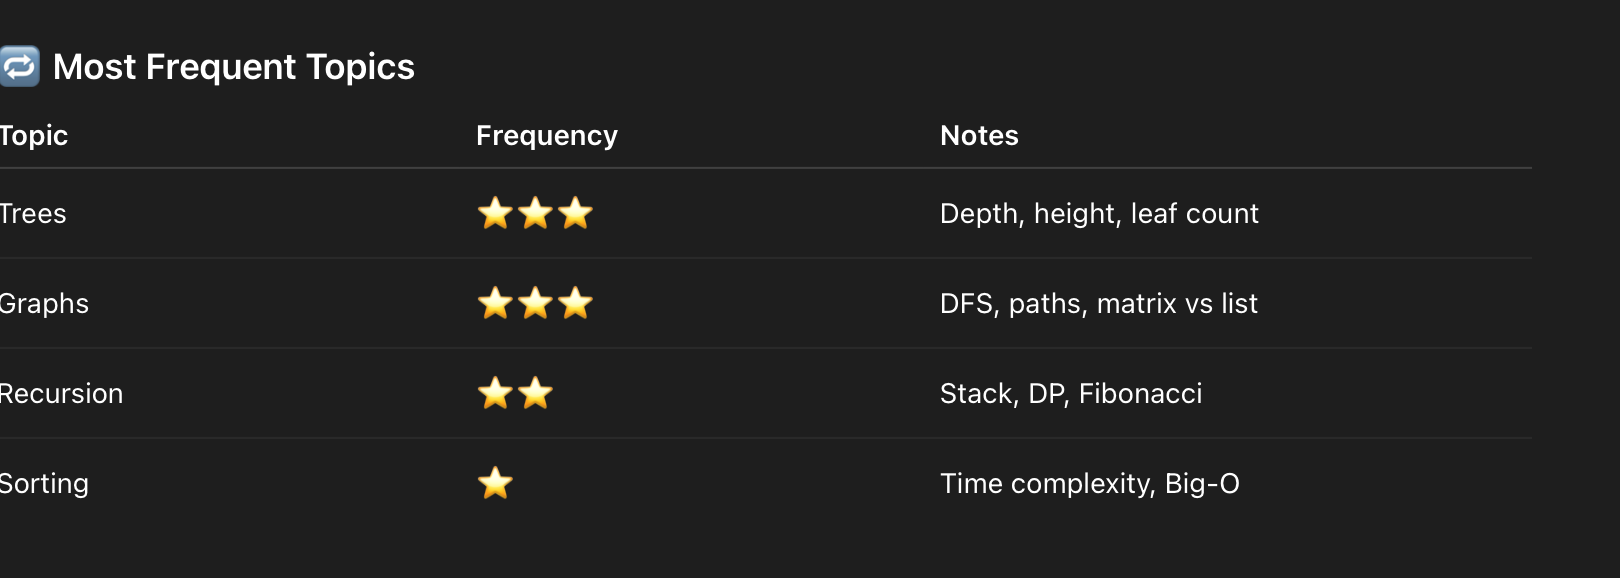 🔁 Most Frequent Topics
Topic Frequency Notes
Trees ⭐⭐⭐ Depth, height, leaf count
Graphs ⭐⭐⭐ DFS, paths, matrix vs list
Recursion ⭐⭐ Stack, DP, Fibonacci
Sorting ⭐ Time complexity, Big-O